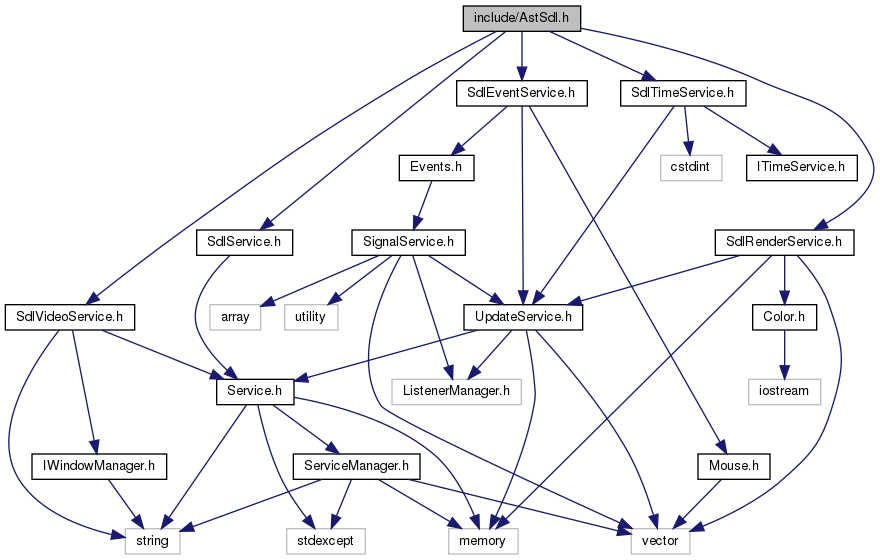 include/AstSdl.h
SdlEventService.h
SdlTimeService.h
Events.h
cstdint
ITimeService.h
SdlService.h
SignalService.h
SdlRenderService.h
SdlVideoService.h
array
utility
UpdateService.h
Color.h
Service.h
ListenerManager.h
iostream
IWindowManager.h
ServiceManager.h
Mouse.h
string
stdexcept
memory
vector